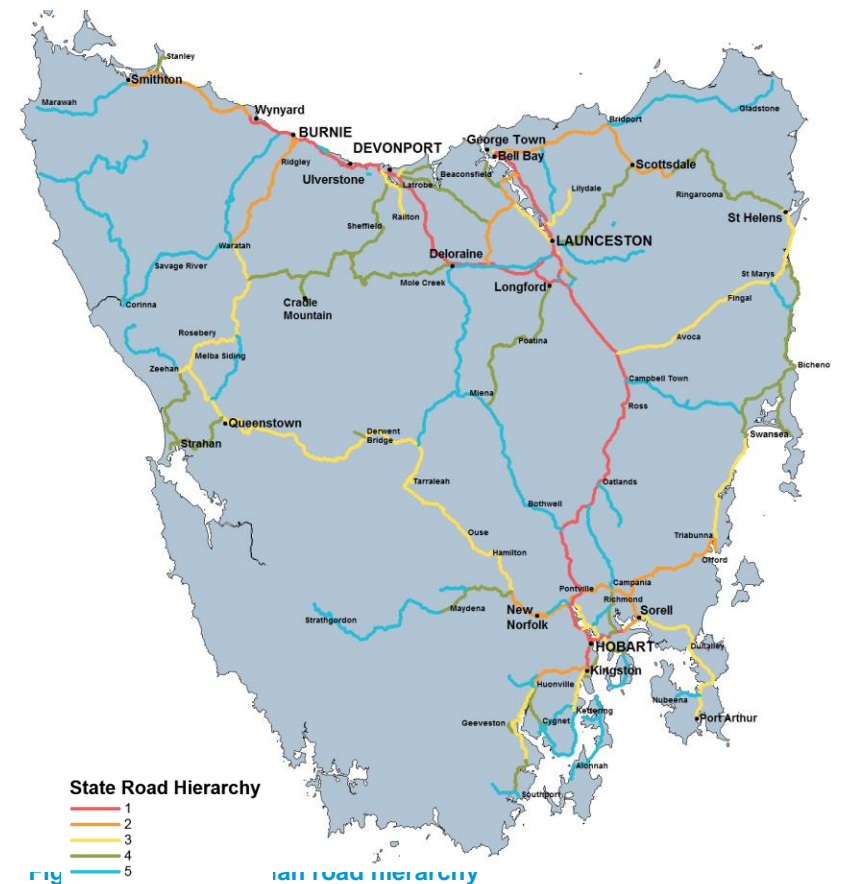 Stanley
Smithton
Marawah
Wynyard
BURNIE
Gladstone
Bridport
George Town
DEVONPORT
Bell Bay
Ridgley
Scottsdale
Ulverstone
Beaconsfield
Latrobe
Lilydale
Ringarooma
Railton
St Helens
Sheffield
Waratah
LAUNCESTON
Deloraine
Savage River
St Marys
Mole Creek
Longford
Fingal
Corinna
Cradle
Mountain
Rosebery
Avoca
Poatina
Melba Siding
Zeehan
Bicheno
Campbell Town
Miena
Ross
Queenstown
Derwent
Bridge
Swansea
Strahan
Tarraleah
Oatlands
Bothwell
Ouse
Triabunna
Hamilton
Orford
Pontville
Campania
Richmond
Maydena
New
Norfolk
Sorell
Strathgordon
HOBART
Dunalley
Kingston
Huonville
Nubeena
Kettering
Geeveston
Cygnet
Port Arthur
Alonnah
Southport
State Road Hierarchy
1
2
3
4
5
road hierarchy